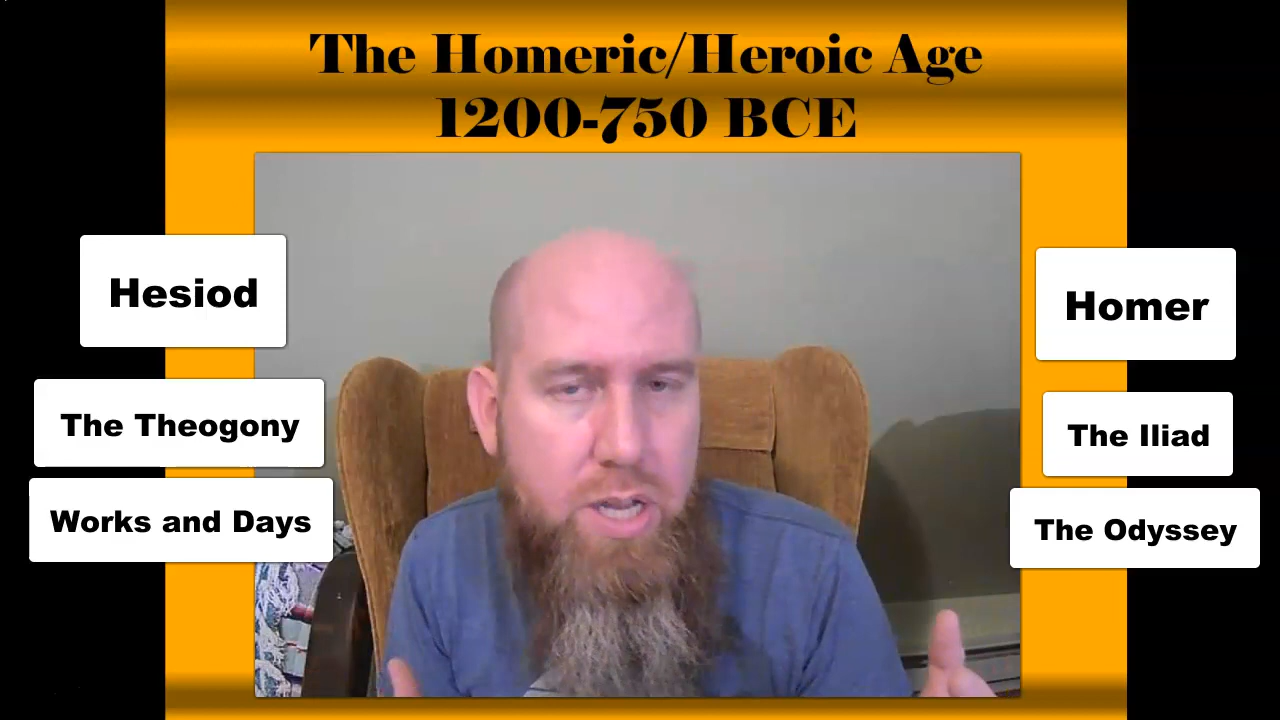 The Homeric/Heroic Age
1200-750 BCE
Hesiod
The Theogony
Works and Days
Homer
The Iliad
The Odyssey